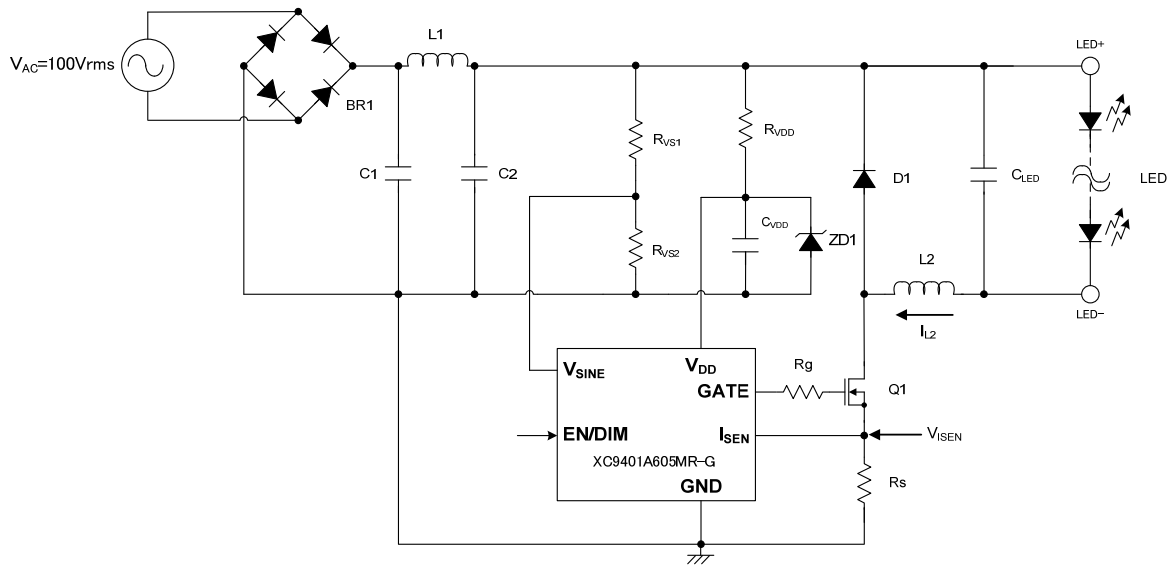 V_AC=100Vrms
BR1
L1
C1
C2
R_VS1
R_VS2
R_VDD
C_VDD
ZD1
D1
C_LED
LED+
LED
LED-
L2
I_L2
V_SINE
V_DD
GATE
EN/DIM
I_SEN
XC9401A605MR-G
GND
Rg
Q1
V_ISEN
Rs